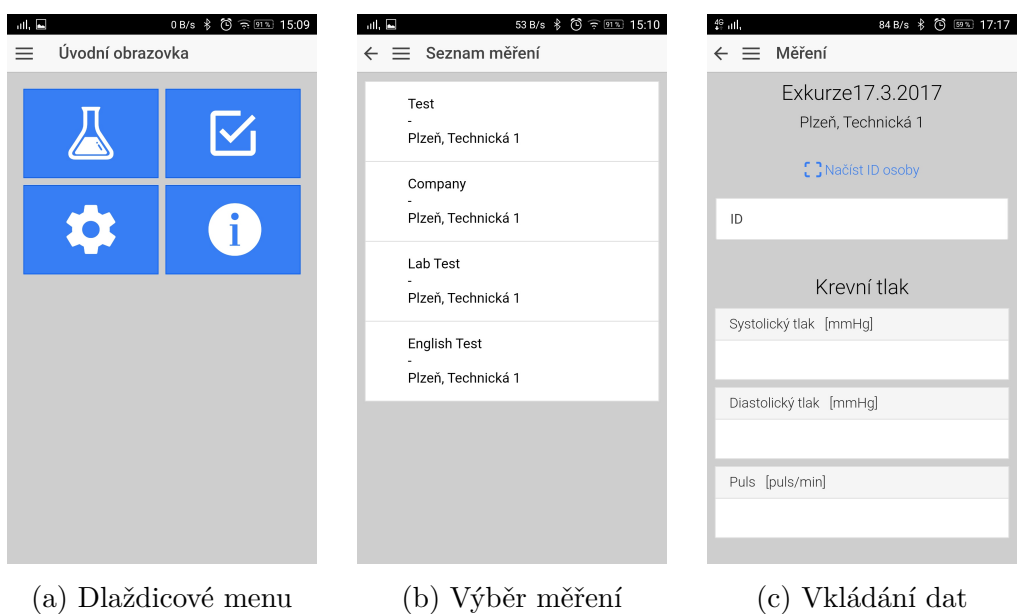 0 B/s 91% 15:09
Úvodní obrazovka
53 B/s 91% 15:10
Seznam měření
Test
-
Plzeň, Technická 1
Company
-
Plzeň, Technická 1
Lab Test
-
Plzeň, Technická 1
English Test
-
Plzeň, Technická 1
4G 84 B/s 59% 17:17
Měření
Exkurze17.3.2017
Plzeň, Technická 1
Načíst ID osoby
ID
Krevní tlak
Systolický tlak [mmHg]
Diastolický tlak [mmHg]
Puls [puls/min]
(a) Dlaždicové menu
(b) Výběr měření
(c) Vkládání dat